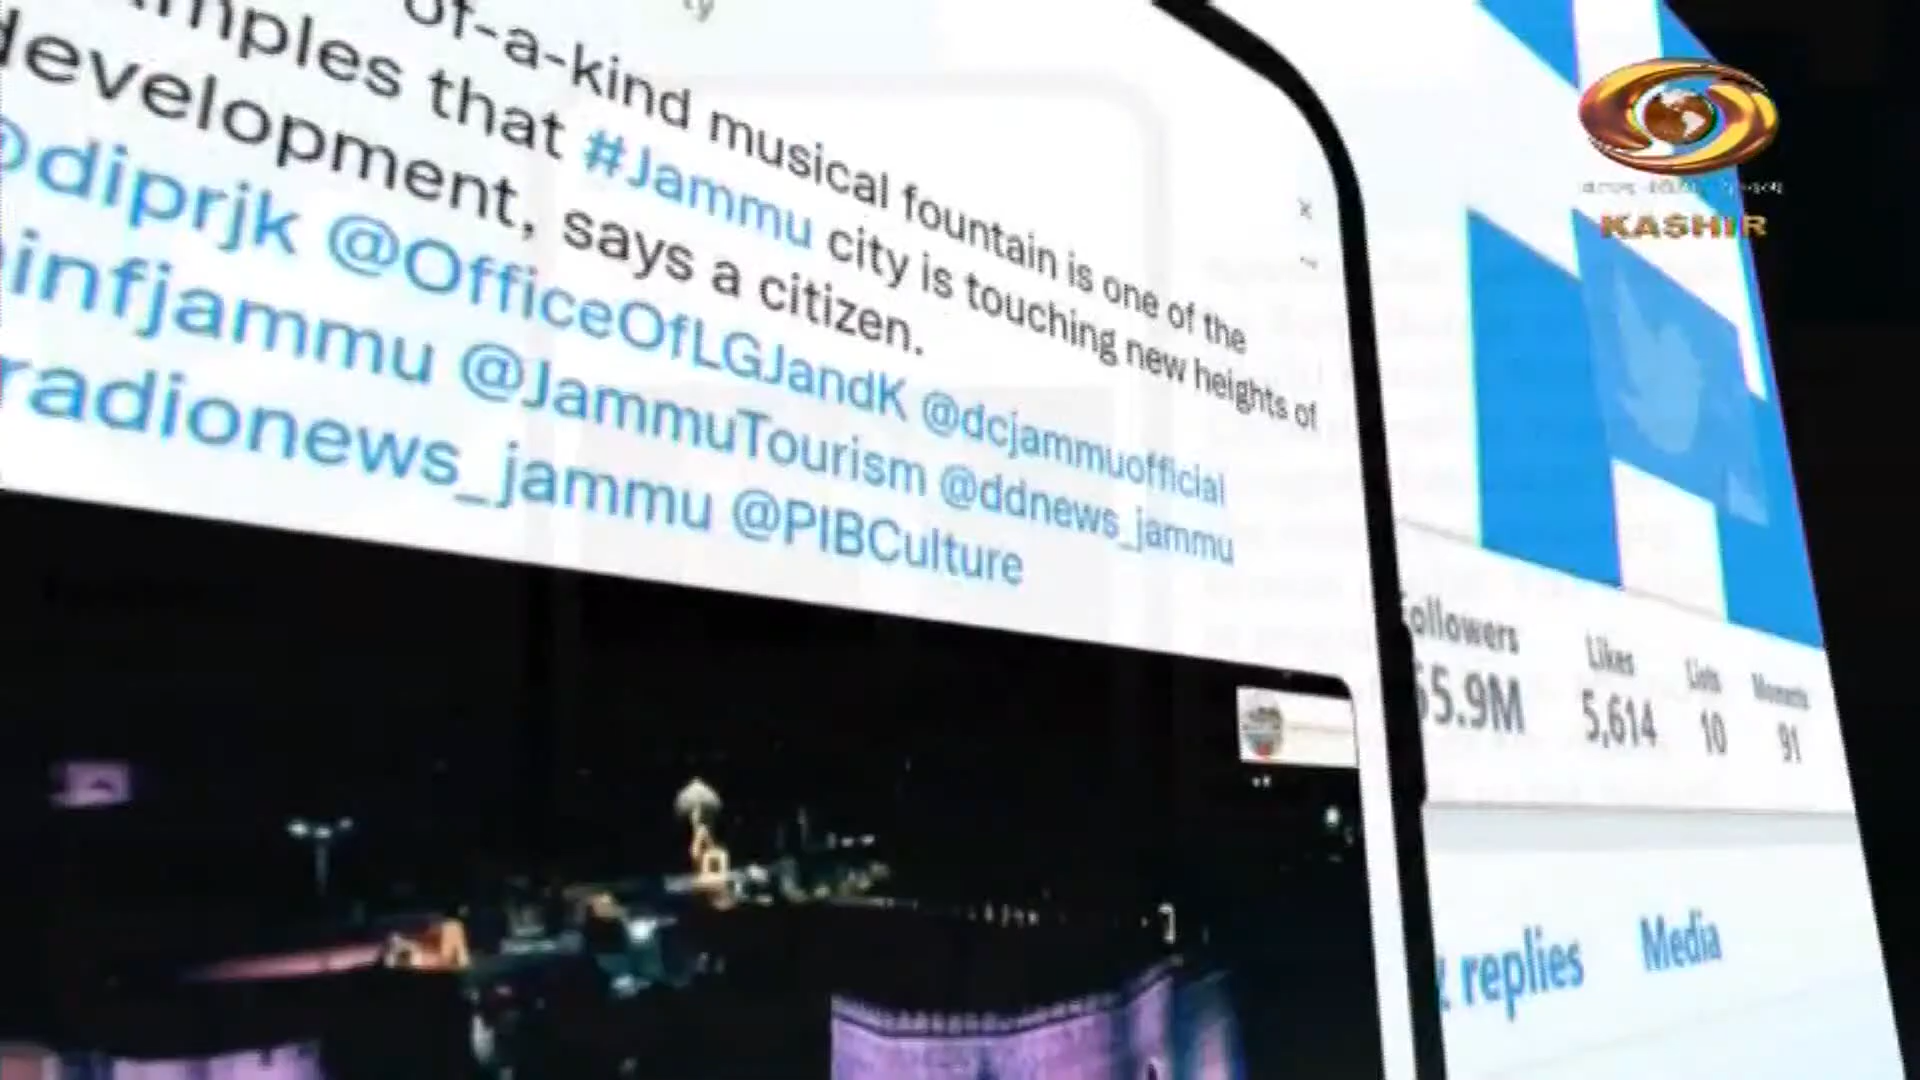 of-a-kind musical fountain is one of the
that #Jammu city is touching new heights of
development, says a citizen.
@diprjk @OfficeOfLGJandK @dcjammuofficial
infjammu @JammuTourism @ddnews_jammu
radionews_jammu @PIBCulture
KASHIR
Followers Likes Lists Moments
5.9M 5,614 10 91
replies Media